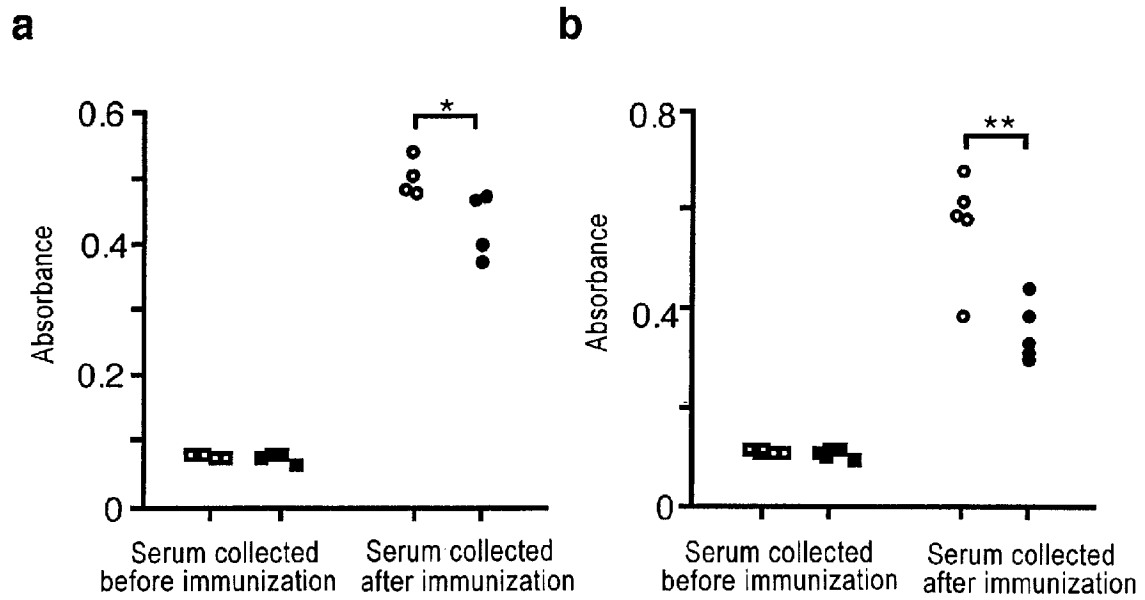 a
b
0.6
*
0.4
0.2
0
Absorbance
Serum collected
before immunization
Serum collected
after immunization
0.8
**
0.4
0
Absorbance
Serum collected
before immunization
Serum collected
after immunization